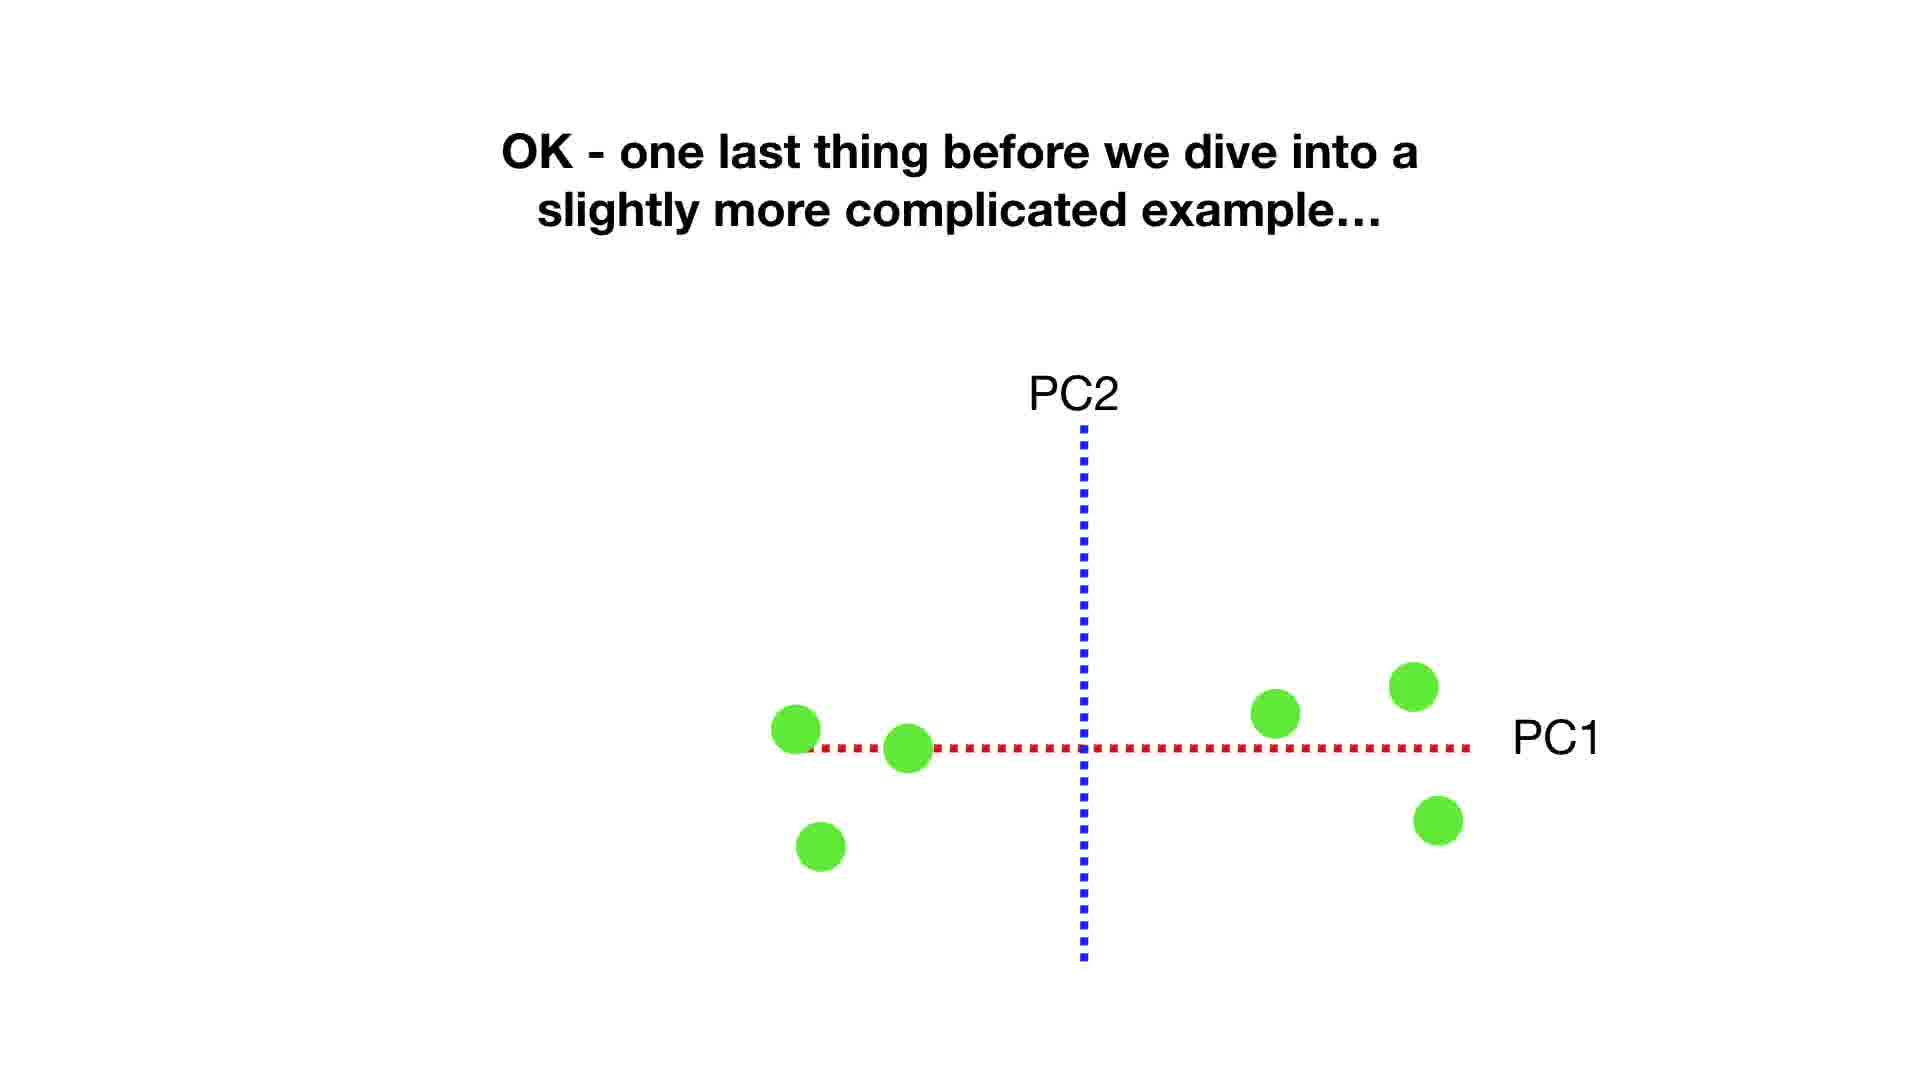 OK - one last thing before we dive into a
slightly more complicated example…
PC2
PC1